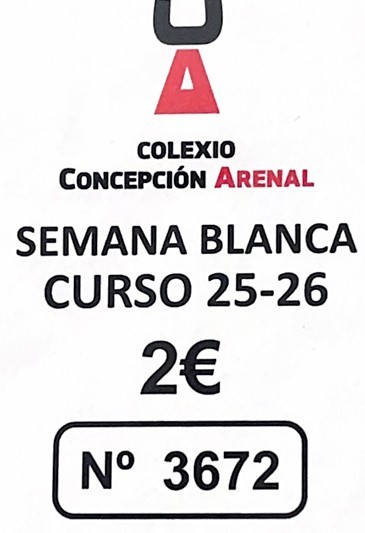 COLEXIO
CONCEPCIÓN ARENAL
SEMANA BLANCA
CURSO 25-26
2€
Nº 3672